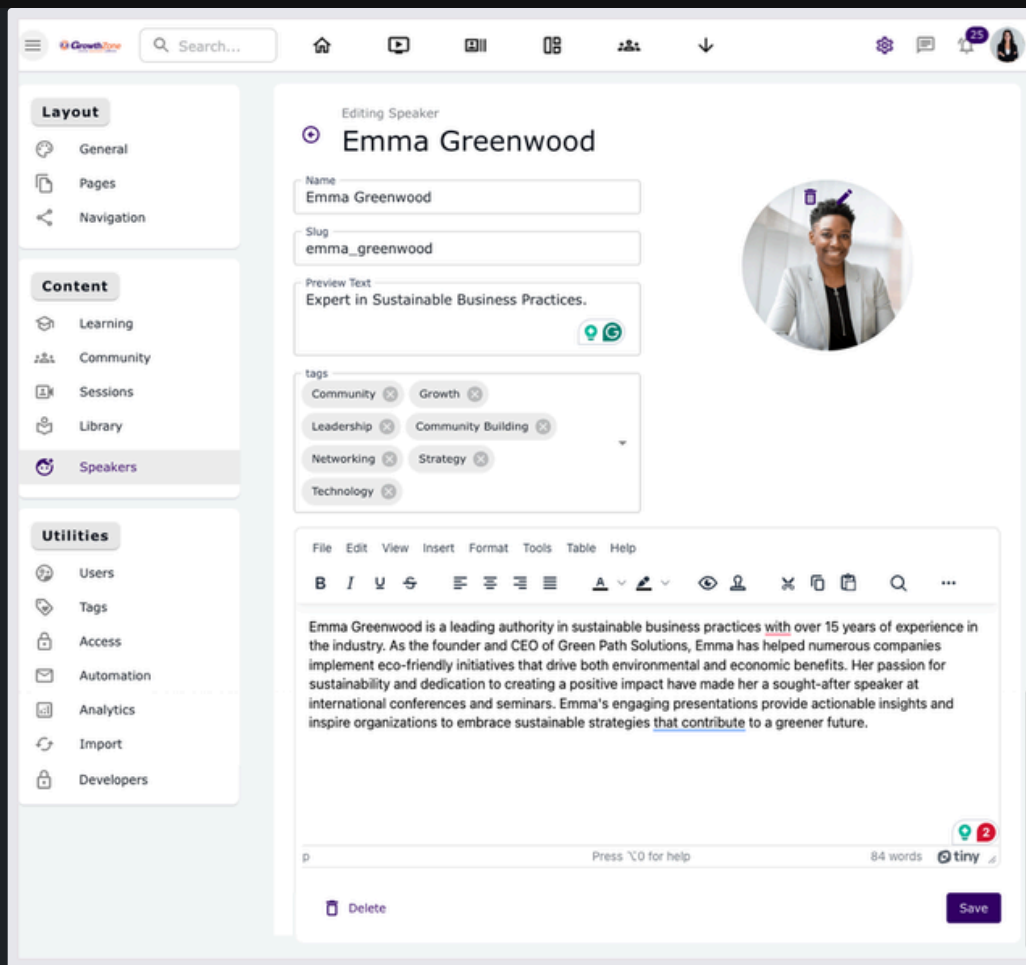 GrowthZone
Search...
25
Layout
General
Pages
Navigation
Content
Learning
Community
Sessions
Library
Speakers
Utilities
Users
Tags
Access
Automation
Analytics
Import
Developers
Editing Speaker
Emma Greenwood
Name
Emma Greenwood
Slug
emma_greenwood
Preview Text
Expert in Sustainable Business Practices.
tags
Community Growth
Leadership Community Building
Networking Strategy
Technology
File Edit View Insert Format Tools Table Help
B I U S A
Emma Greenwood is a leading authority in sustainable business practices with over 15 years of experience in
the industry. As the founder and CEO of Green Path Solutions, Emma has helped numerous companies
implement eco-friendly initiatives that drive both environmental and economic benefits. Her passion for
sustainability and dedication to creating a positive impact have made her a sought-after speaker at
international conferences and seminars. Emma's engaging presentations provide actionable insights and
inspire organizations to embrace sustainable strategies that contribute to a greener future.
2
p Press ⌥0 for help 84 words tiny
Delete
Save